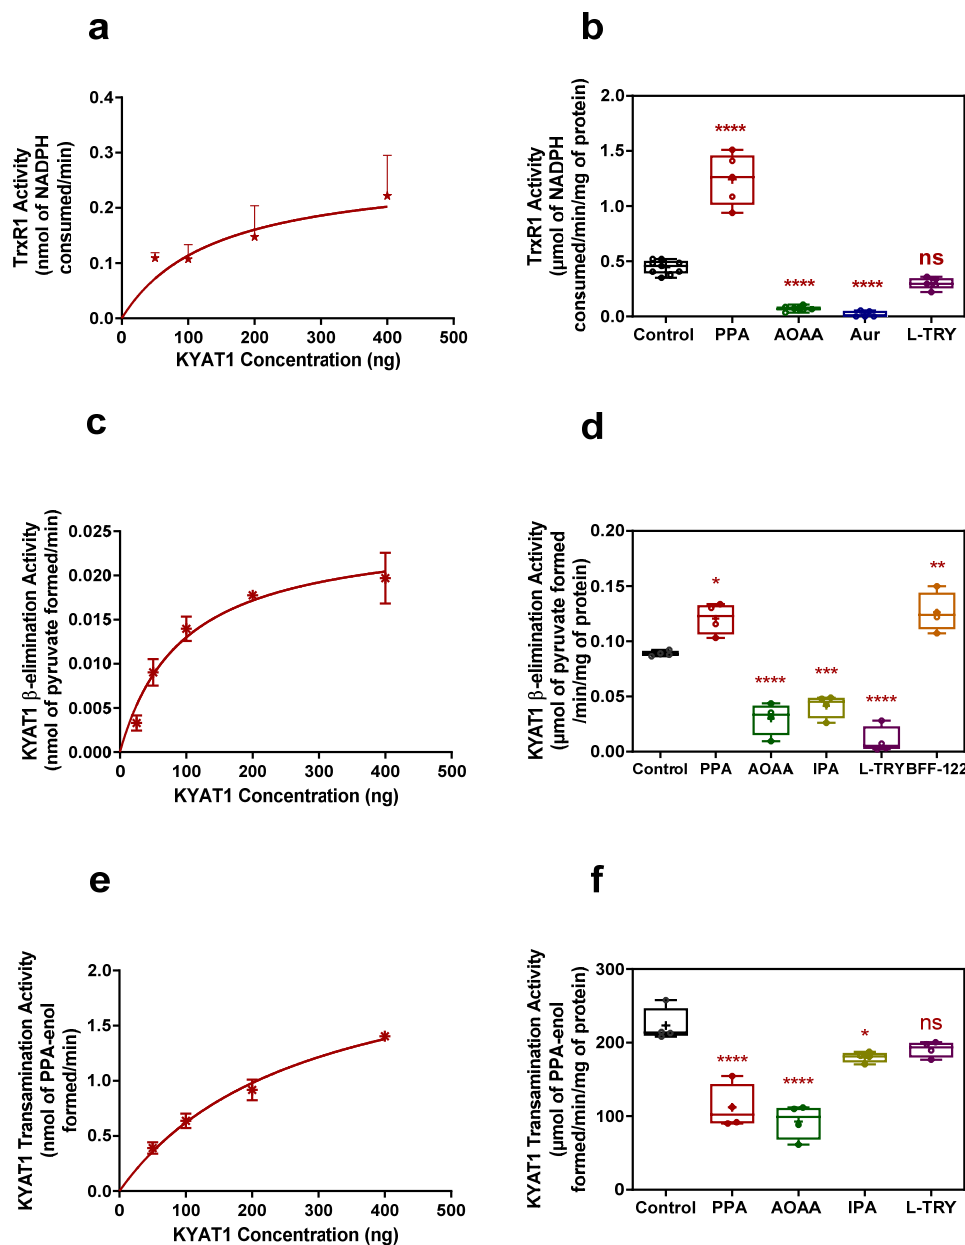 a
TrxR1 Activity
(nmol of NADPH
consumed/min)
0.4
0.3
0.2
0.1
0.0
0 100 200 300 400 500
KYAT1 Concentration (ng)
b
TrxR1 Activity
(µmol of NADPH
consumed/min/mg of protein)
2.0
1.5
1.0
0.5
0.0
****
****
****
ns
Control PPA AOAA Aur L-TRY
c
KYAT1 β-elimination Activity
(nmol of pyruvate formed/min)
0.025
0.020
0.015
0.010
0.005
0.000
0 100 200 300 400 500
KYAT1 Concentration (ng)
d
KYAT1 β-elimination Activity
(µmol of pyruvate formed
/min/mg of protein)
0.20
0.15
0.10
0.05
0.00
*
****
***
****
**
Control PPA AOAA IPA L-TRY BFF-122
e
KYAT1 Transamination Activity
(nmol of PPA-enol
formed/min)
2.0
1.5
1.0
0.5
0.0
0 100 200 300 400 500
KYAT1 Concentration (ng)
f
KYAT1 Transamination Activity
(µmol of PPA-enol
formed/min/mg of protein)
300
200
100
0
****
****
*
ns
Control PPA AOAA IPA L-TRY